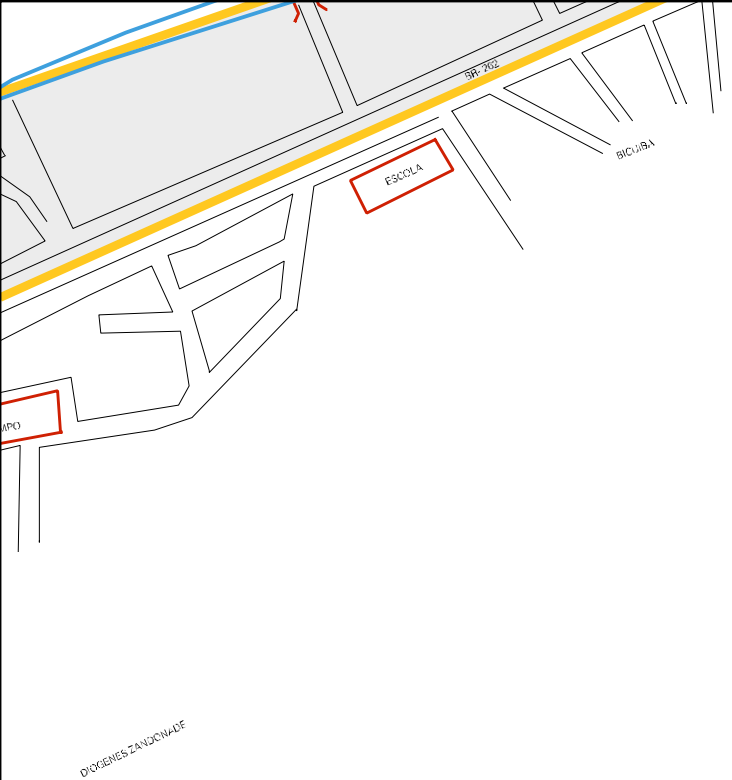 BR- 262
BICUIBA
ESCOLA
MPO
DIOGENES ZANDONADE